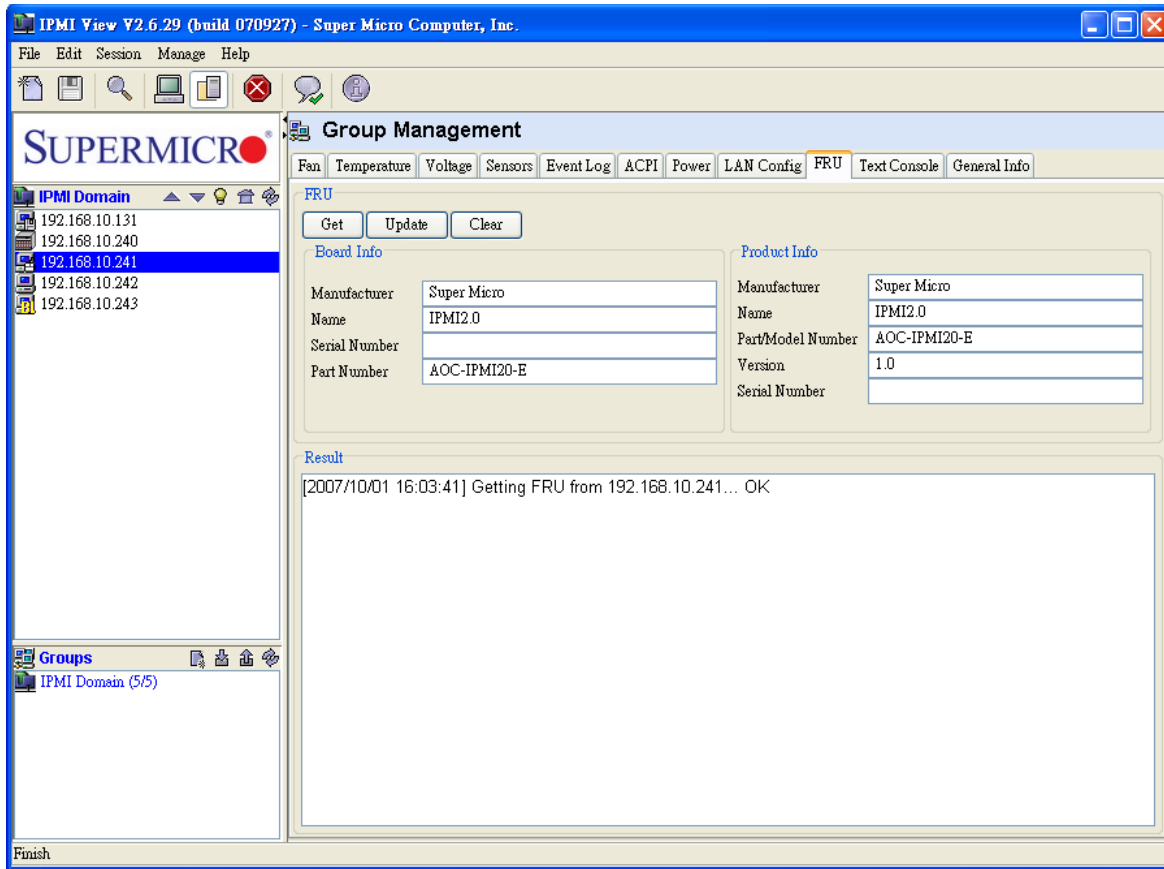 IPMI View V2.6.29 (build 070927) - Super Micro Computer, Inc.
File Edit Session Manage Help
SUPERMICRO®
Group Management
Fan Temperature Voltage Sensors Event Log ACPI Power LAN Config FRU Text Console General Info
IPMI Domain
192.168.10.131
192.168.10.240
192.168.10.241
192.168.10.242
192.168.10.243
FRU
Get Update Clear
Board Info
Manufacturer Super Micro
Name IPMI2.0
Serial Number
Part Number AOC-IPMI20-E
Product Info
Manufacturer Super Micro
Name IPMI2.0
Part/Model Number AOC-IPMI20-E
Version 1.0
Serial Number
Result
[2007/10/01 16:03:41] Getting FRU from 192.168.10.241... OK
Groups
IPMI Domain (5/5)
Finish